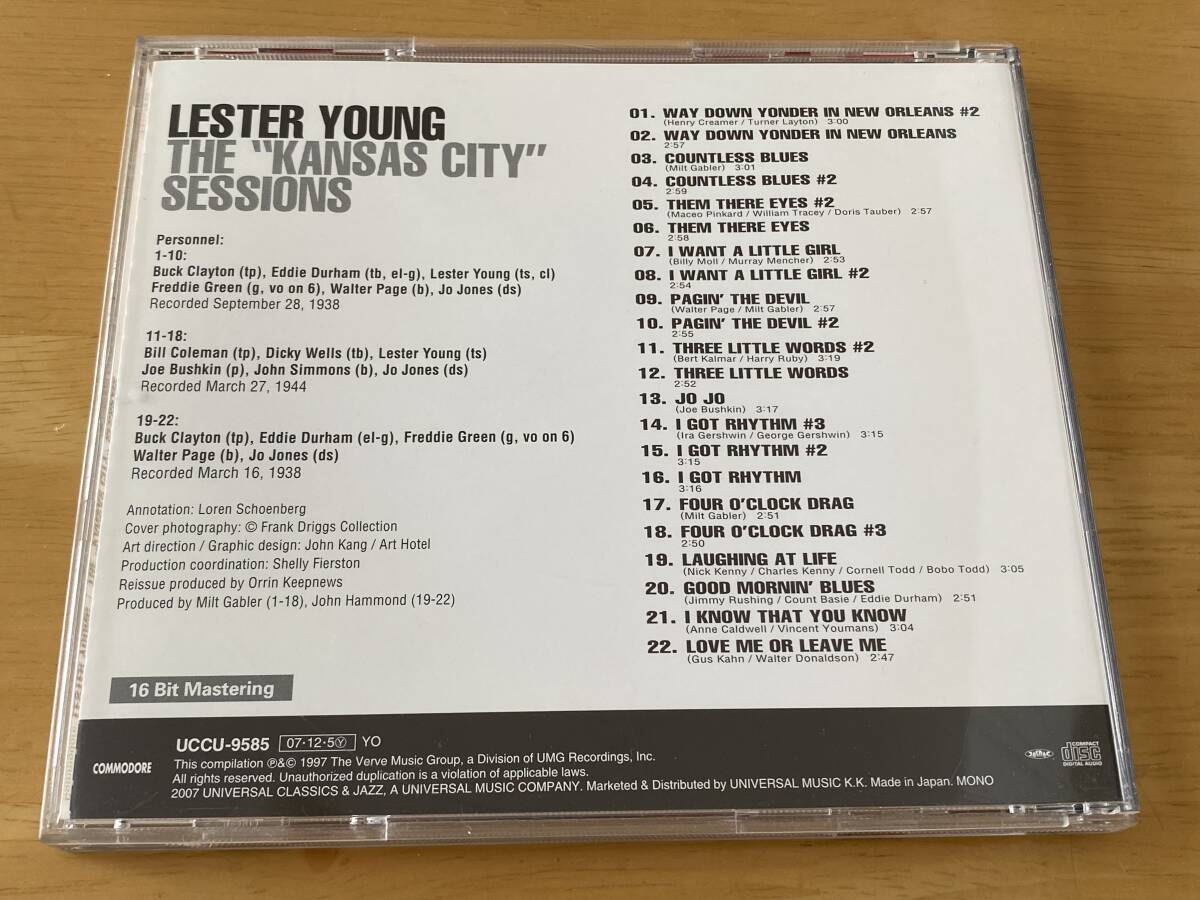 LESTER YOUNG
THE "KANSAS CITY"
SESSIONS
Personnel:
1-10:
Buck Clayton (tp), Eddie Durham (tb, el-g), Lester Young (ts, cl)
Freddie Green (g, vo on 6), Walter Page (b), Jo Jones (ds)
Recorded September 28, 1938
11-18:
Bill Coleman (tp), Dicky Wells (tb), Lester Young (ts)
Joe Bushkin (p), John Simmons (b), Jo Jones (ds)
Recorded March 27, 1944
19-22:
Buck Clayton (tp), Eddie Durham (el-g), Freddie Green (g, vo on 6)
Walter Page (b), Jo Jones (ds)
Recorded March 16, 1938
Annotation: Loren Schoenberg
Cover photography: © Frank Driggs Collection
Art direction / Graphic design: John Kang / Art Hotel
Production coordination: Shelly Fierston
Reissue produced by Orrin Keepnews
Produced by Milt Gabler (1-18), John Hammond (19-22)
16 Bit Mastering
01. WAY DOWN YONDER IN NEW ORLEANS #2
(Henry Creamer / Turner Layton) 3:00
02. WAY DOWN YONDER IN NEW ORLEANS
2:57
03. COUNTLESS BLUES
(Milt Gabler) 3:01
04. COUNTLESS BLUES #2
2:59
05. THEM THERE EYES #2
(Maceo Pinkard / William Tracey / Doris Tauber) 2:57
06. THEM THERE EYES
2:58
07. I WANT A LITTLE GIRL
(Billy Moll / Murray Mencher) 2:53
08. I WANT A LITTLE GIRL #2
2:54
09. PAGIN' THE DEVIL
(Walter Page / Milt Gabler) 2:57
10. PAGIN' THE DEVIL #2
2:55
11. THREE LITTLE WORDS #2
(Bert Kalmar / Harry Ruby) 3:19
12. THREE LITTLE WORDS
2:52
13. JO JO
(Joe Bushkin) 3:17
14. I GOT RHYTHM #3
(Ira Gershwin / George Gershwin) 3:15
15. I GOT RHYTHM #2
3:15
16. I GOT RHYTHM
3:16
17. FOUR O'CLOCK DRAG
(Milt Gabler) 2:51
18. FOUR O'CLOCK DRAG #3
2:50
19. LAUGHING AT LIFE
(Nick Kenny / Charles Kenny / Cornell Todd / Bobo Todd) 3:05
20. GOOD MORNIN' BLUES
(Jimmy Rushing / Count Basie / Eddie Durham) 2:51
21. I KNOW THAT YOU KNOW
(Anne Caldwell / Vincent Youmans) 3:04
22. LOVE ME OR LEAVE ME
(Gus Kahn / Walter Donaldson) 2:47
COMMODORE
UCCU-9585 07·12·5Ⓨ YO
This compilation ℗&© 1997 The Verve Music Group, a Division of UMG Recordings, Inc.
All rights reserved. Unauthorized duplication is a violation of applicable laws.
2007 UNIVERSAL CLASSICS & JAZZ, A UNIVERSAL MUSIC COMPANY. Marketed & Distributed by UNIVERSAL MUSIC K.K. Made in Japan. MONO
COMPACT
disc
DIGITAL AUDIO